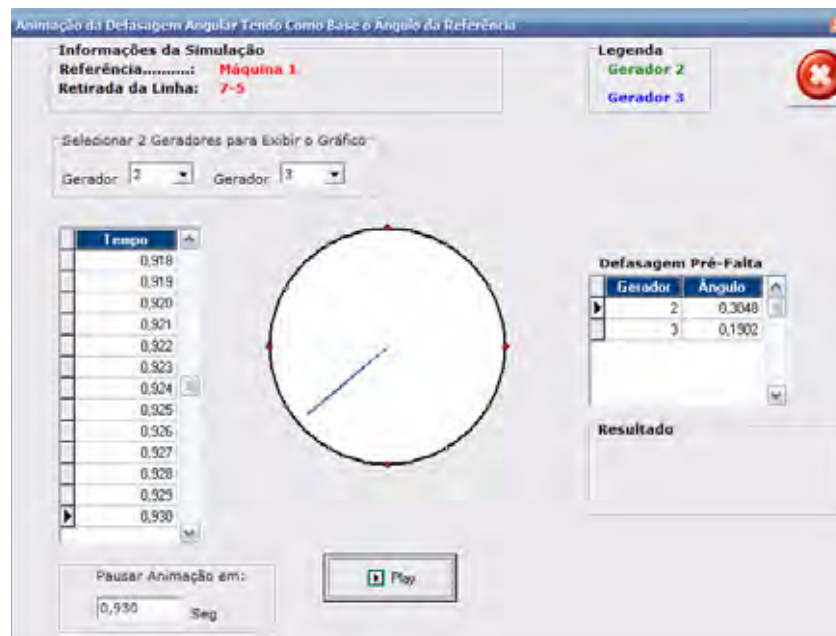 Animação da Defasagem Angular Tendo Como Base o Ângulo da Referência
Informações da Simulação
Referência..........: Máquina 1
Retirada da Linha: 7-5
Legenda
Gerador 2
Gerador 3
Selecionar 2 Geradores para Exibir o Gráfico
Gerador 2 Gerador 3
Tempo
0,918
0,919
0,920
0,921
0,922
0,923
0,924
0,925
0,926
0,927
0,928
0,929
0,930
Defasagem Pré-Falta
Gerador Ângulo
2 0,3048
3 0,1902
Resultado
Pausar Animação em:
0,930 Seg
Play